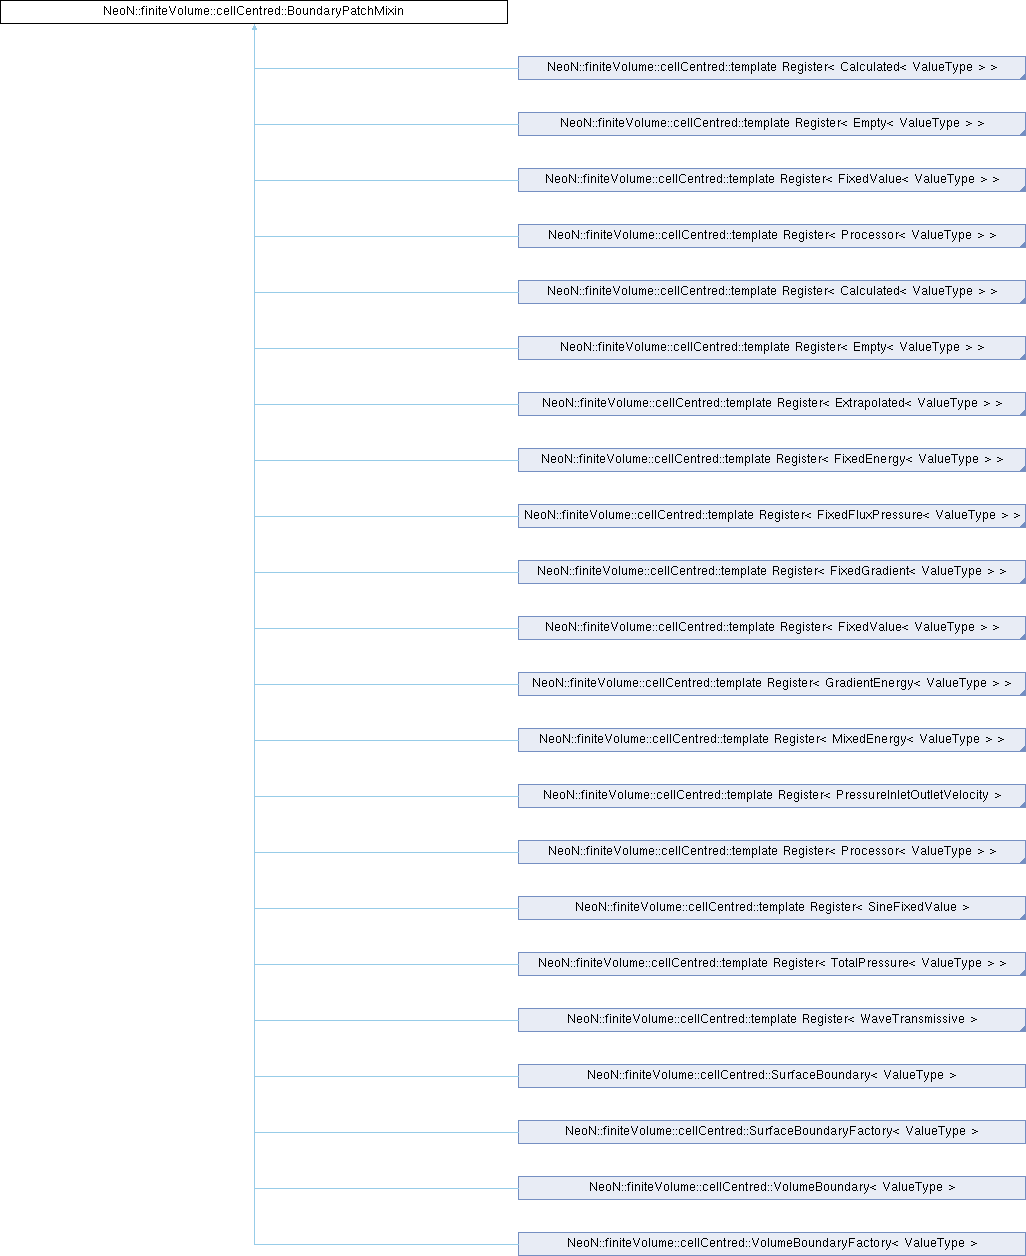 NeoN::finiteVolume::cellCentred::BoundaryPatchMixin
NeoN::finiteVolume::cellCentred::template Register< Calculated< ValueType > >
NeoN::finiteVolume::cellCentred::template Register< Empty< ValueType > >
NeoN::finiteVolume::cellCentred::template Register< FixedValue< ValueType > >
NeoN::finiteVolume::cellCentred::template Register< Processor< ValueType > >
NeoN::finiteVolume::cellCentred::template Register< Calculated< ValueType > >
NeoN::finiteVolume::cellCentred::template Register< Empty< ValueType > >
NeoN::finiteVolume::cellCentred::template Register< Extrapolated< ValueType > >
NeoN::finiteVolume::cellCentred::template Register< FixedEnergy< ValueType > >
NeoN::finiteVolume::cellCentred::template Register< FixedFluxPressure< ValueType > >
NeoN::finiteVolume::cellCentred::template Register< FixedGradient< ValueType > >
NeoN::finiteVolume::cellCentred::template Register< FixedValue< ValueType > >
NeoN::finiteVolume::cellCentred::template Register< GradientEnergy< ValueType > >
NeoN::finiteVolume::cellCentred::template Register< MixedEnergy< ValueType > >
NeoN::finiteVolume::cellCentred::template Register< PressureInletOutletVelocity >
NeoN::finiteVolume::cellCentred::template Register< Processor< ValueType > >
NeoN::finiteVolume::cellCentred::template Register< SineFixedValue >
NeoN::finiteVolume::cellCentred::template Register< TotalPressure< ValueType > >
NeoN::finiteVolume::cellCentred::template Register< WaveTransmissive >
NeoN::finiteVolume::cellCentred::SurfaceBoundary< ValueType >
NeoN::finiteVolume::cellCentred::SurfaceBoundaryFactory< ValueType >
NeoN::finiteVolume::cellCentred::VolumeBoundary< ValueType >
NeoN::finiteVolume::cellCentred::VolumeBoundaryFactory< ValueType >